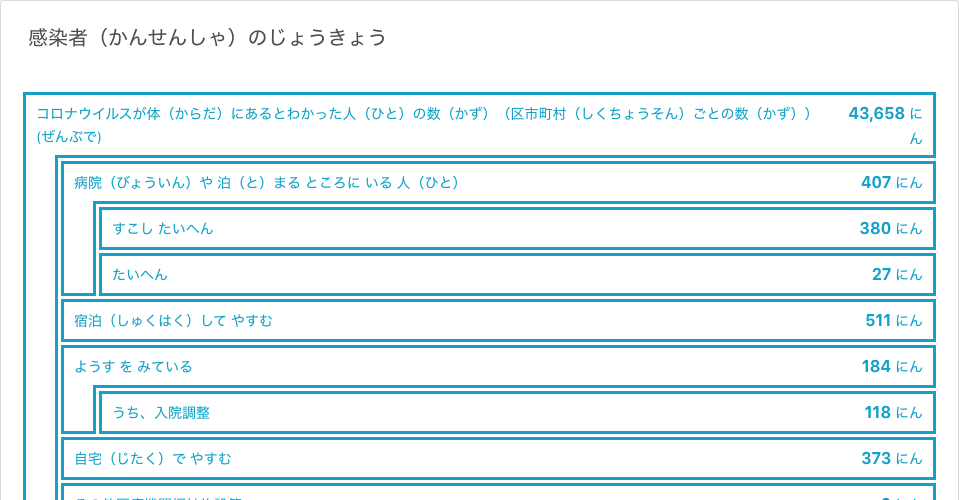 感染者（かんせんしゃ）のじょうきょう
コロナウイルスが体（からだ）にあるとわかった人（ひと）の数（かず）（区市町村（しくちょうそん）ごとの数（かず））
(ぜんぶで)
43,658 に
ん
病院（びょういん）や 泊（と）まる ところに いる 人（ひと）
407 にん
すこし たいへん
380 にん
たいへん
27 にん
宿泊（しゅくはく）して やすむ
511 にん
ようす を みている
184 にん
うち、入院調整
118 にん
自宅（じたく）で やすむ
373 にん